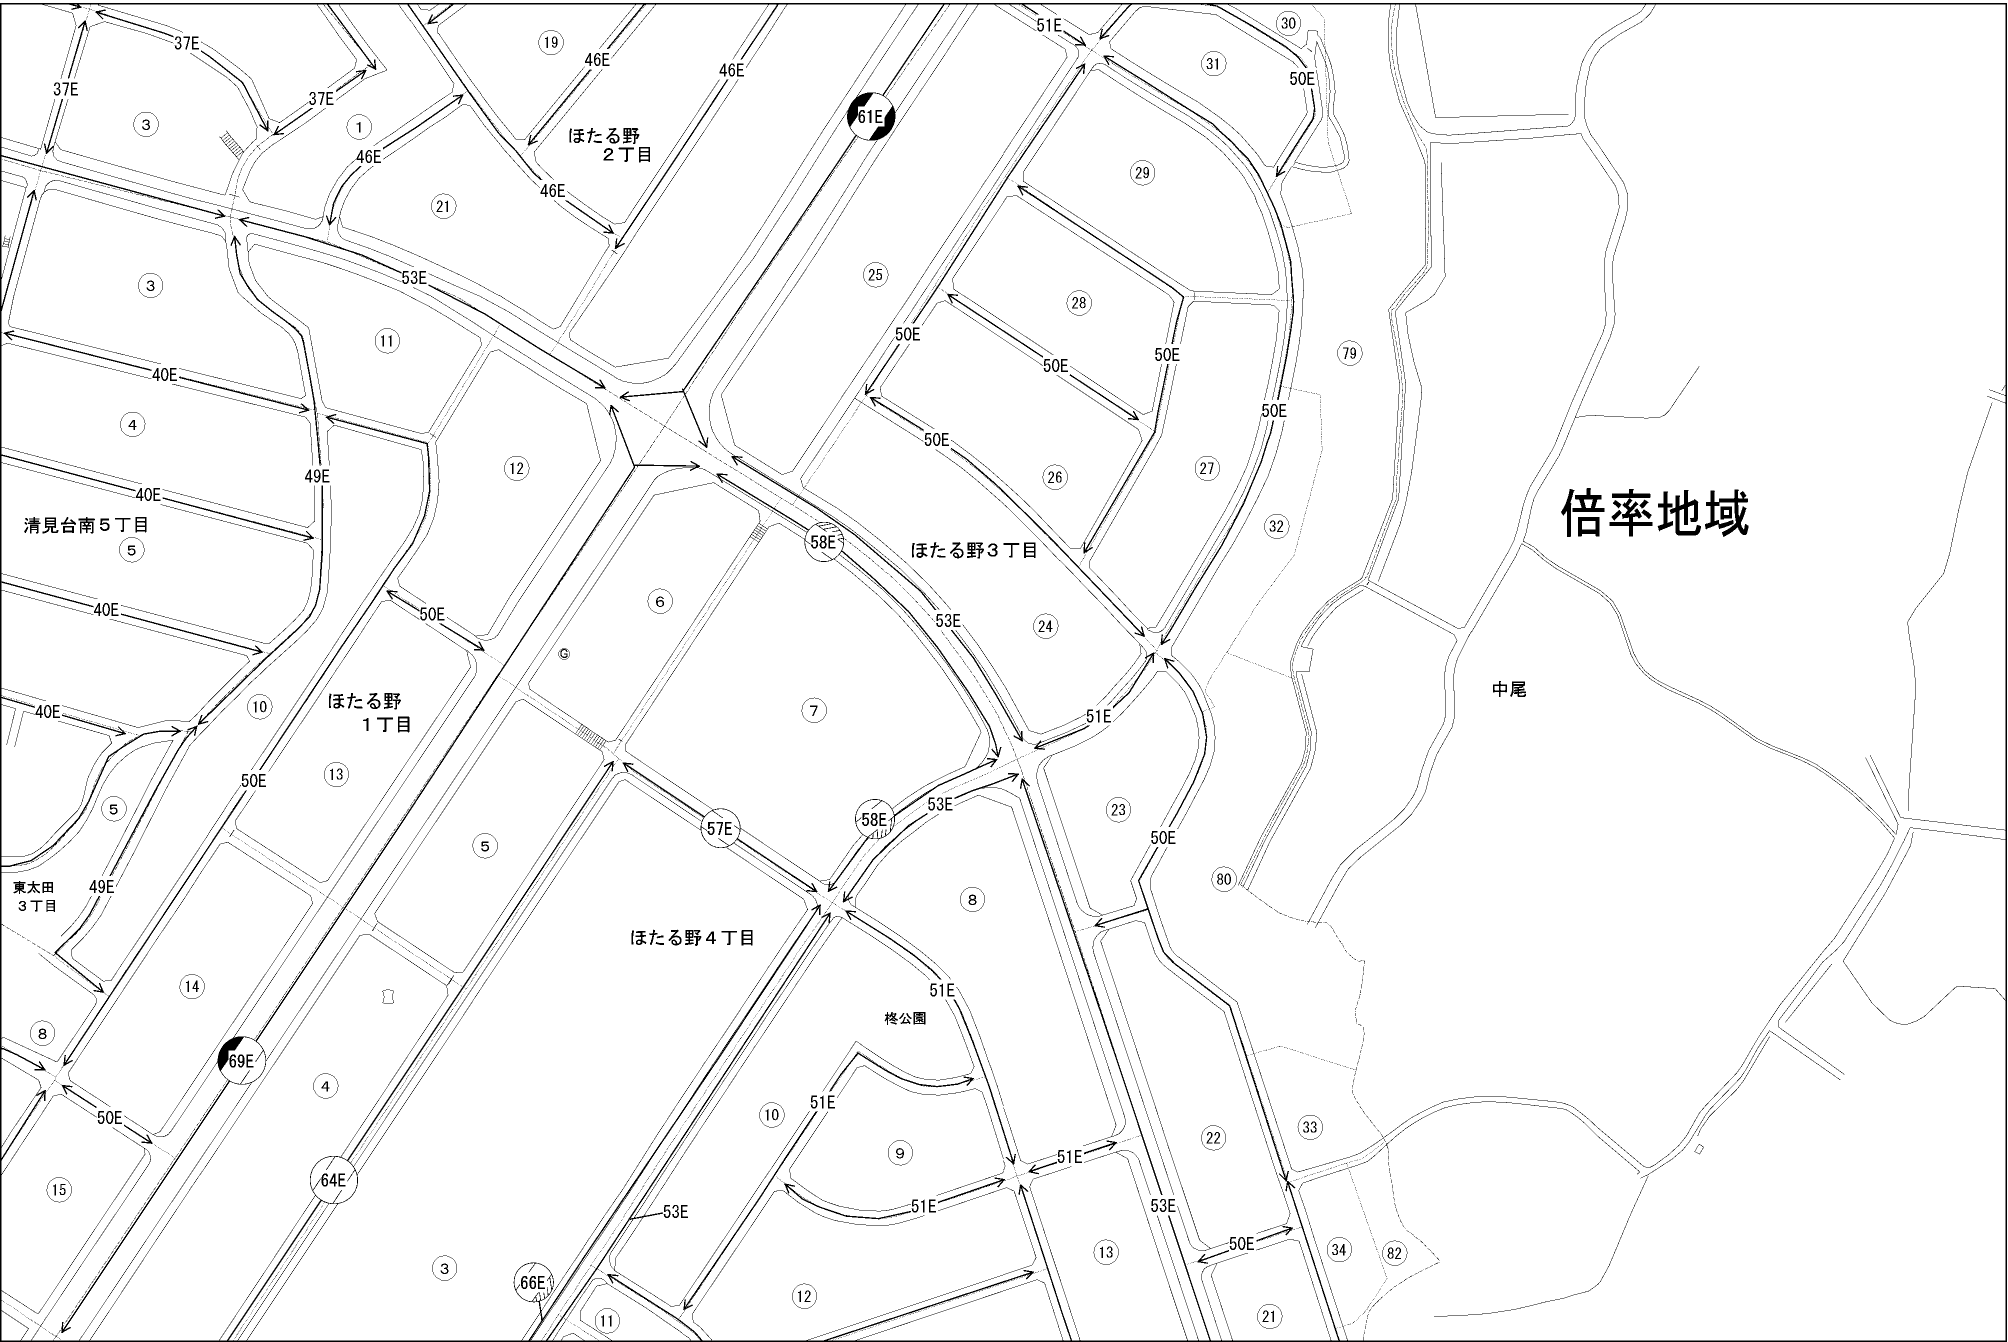 51E
30
19
37E
31
46E
46E
50E
37E
37E
61E
3
1
ほたる野
２丁目
46E
29
46E
21
25
53E
3
28
50E
11
79
50E
50E
40E
50E
4
50E
12
27
49E
26
40E
倍率地域
清見台南５丁目
32
58E
5
ほたる野３丁目
6
40E
50E
53E
24
G
中尾
ほたる野
１丁目
10
40E
7
51E
13
50E
53E
5
58E
23
57E
50E
5
東太田
３丁目
49E
80
8
ほたる野４丁目
14
51E
柊公園
8
69E
4
51E
10
50E
33
22
9
51E
64E
15
51E
53E
53E
50E
13
34
82
3
66E
12
11
21